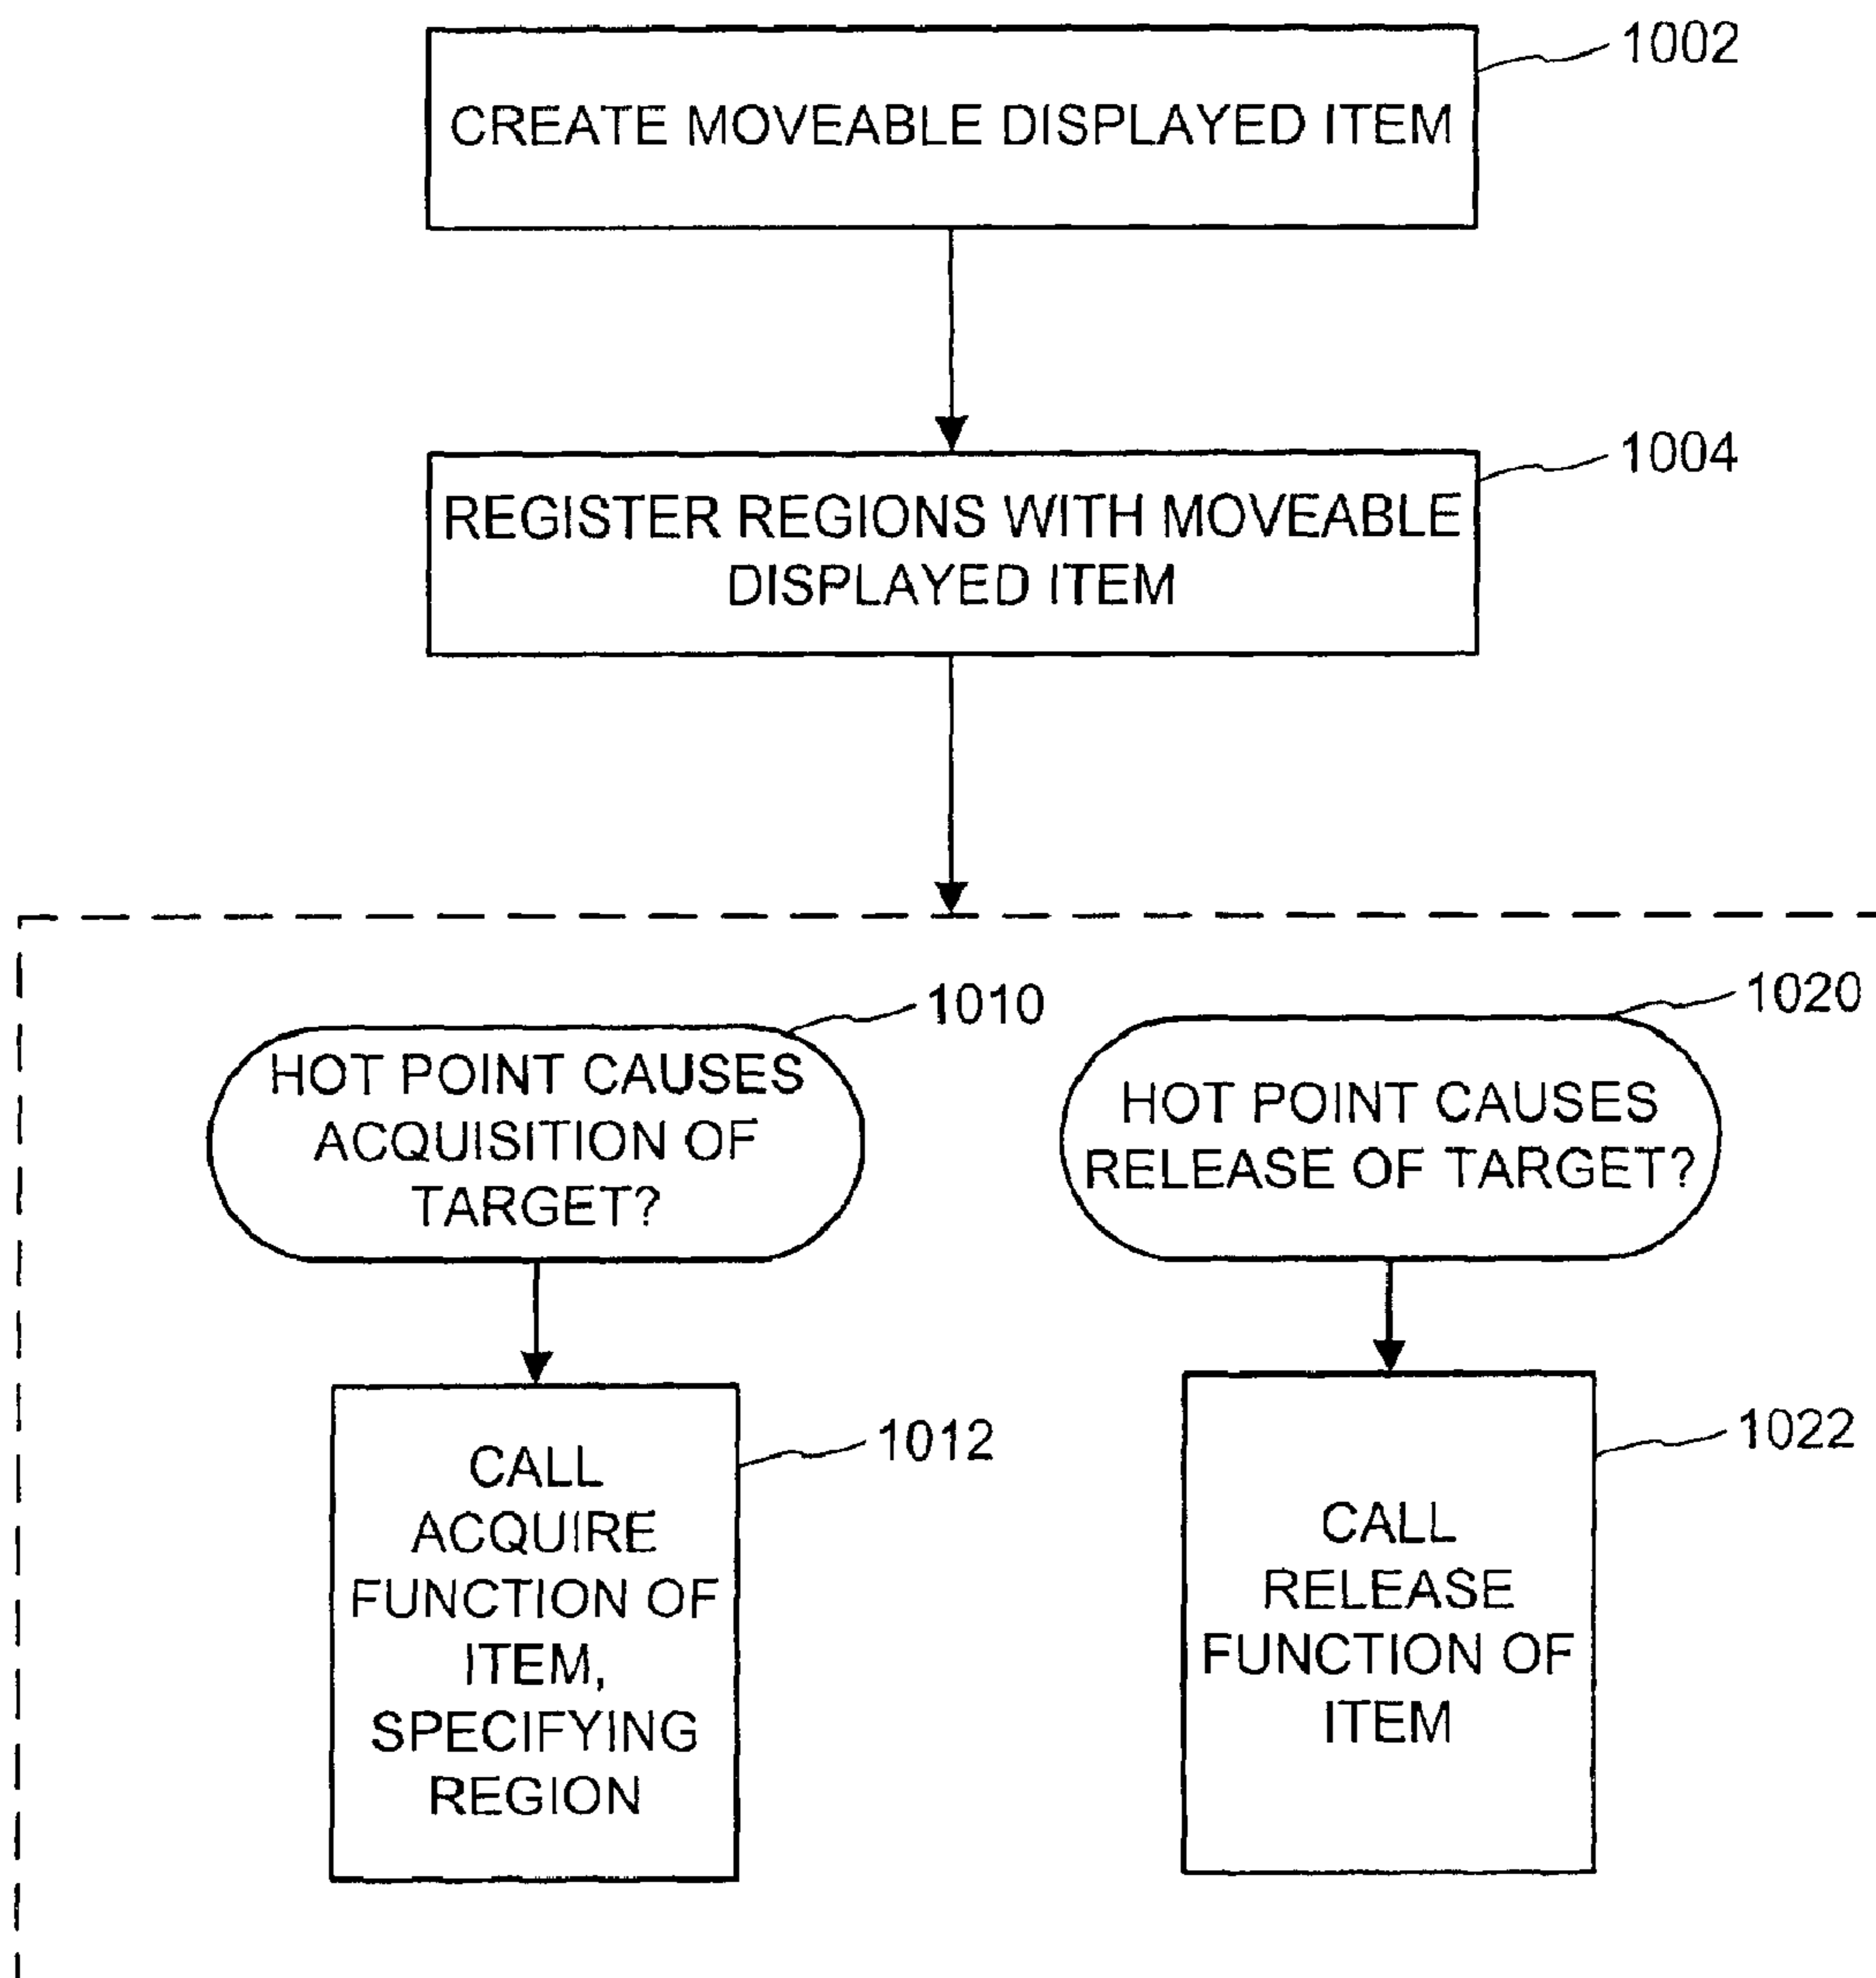 1002
CREATE MOVEABLE DISPLAYED ITEM
1004
REGISTER REGIONS WITH MOVEABLE
DISPLAYED ITEM
1010
HOT POINT CAUSES
ACQUISITION OF
TARGET?
1020
HOT POINT CAUSES
RELEASE OF TARGET?
1012
CALL
ACQUIRE
FUNCTION OF
ITEM,
SPECIFYING
REGION
1022
CALL
RELEASE
FUNCTION OF
ITEM